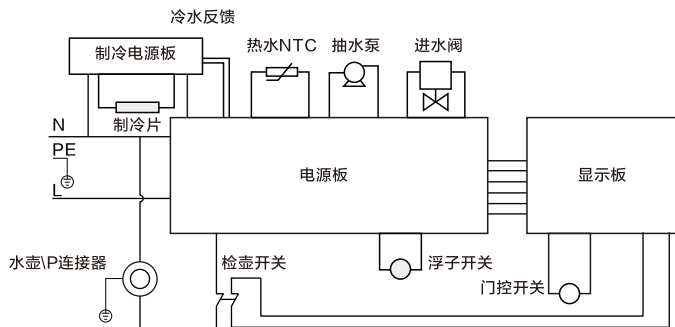 冷水反馈
制冷电源板
热水NTC
抽水泵
进水阀
制冷片
N
PE
L
电源板
显示板
水壶\P连接器
检壶开关
浮子开关
门控开关